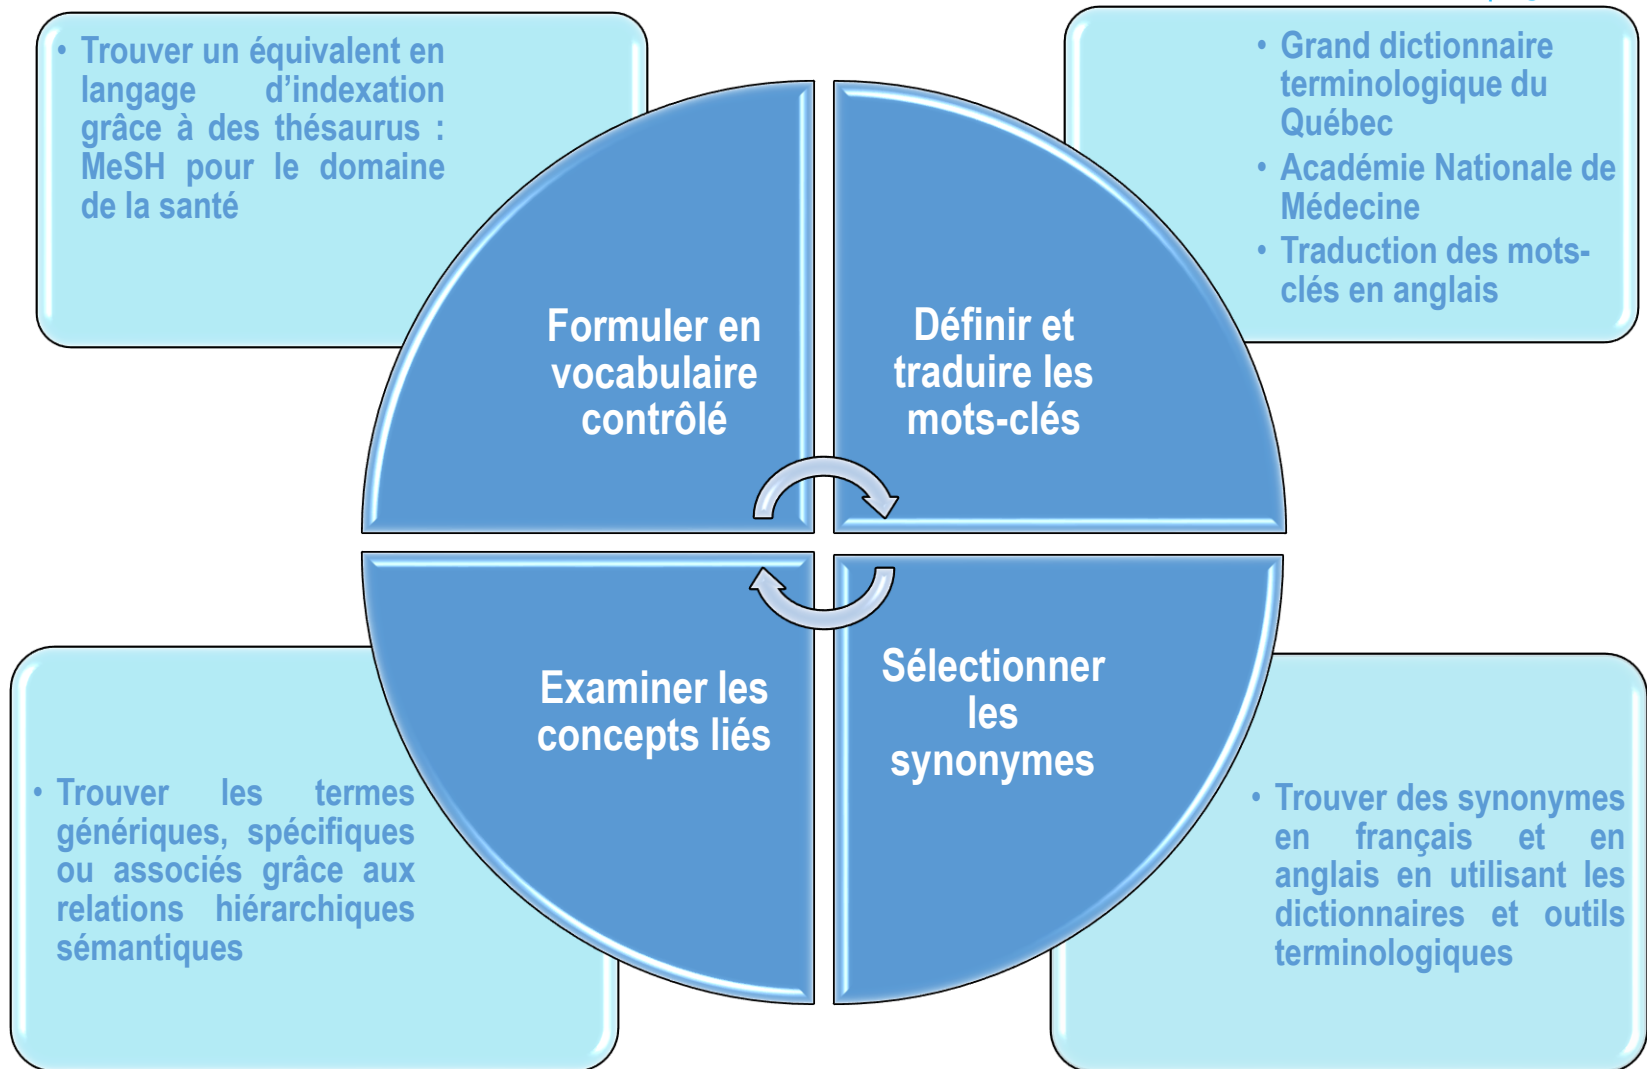 • Trouver un équivalent en
langage d’indexation
grâce à des thésaurus :
MeSH pour le domaine
de la santé
• Grand dictionnaire
terminologique du
Québec
• Académie Nationale de
Médecine
• Traduction des mots-
clés en anglais
Formuler en
vocabulaire
contrôlé
Définir et
traduire les
mots-clés
Examiner les
concepts liés
Sélectionner
les
synonymes
• Trouver les termes
génériques, spécifiques
ou associés grâce aux
relations hiérarchiques
sémantiques
• Trouver des synonymes
en français et en
anglais en utilisant les
dictionnaires et outils
terminologiques